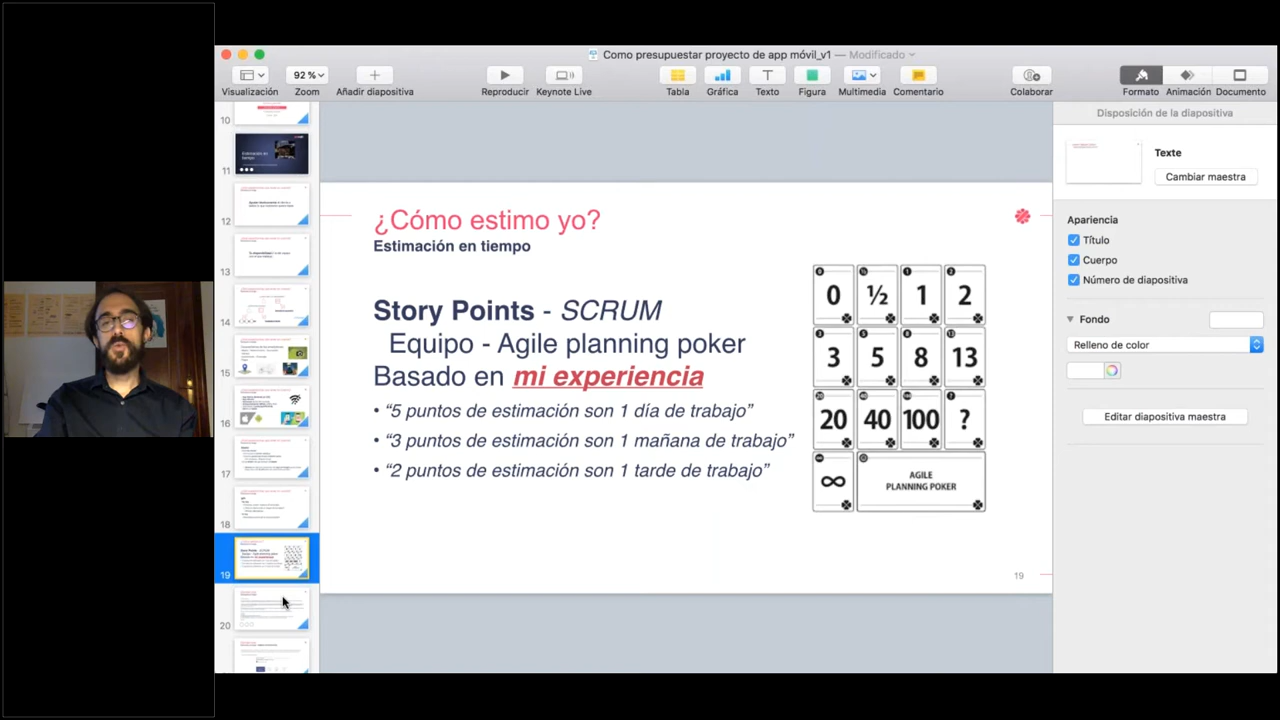 Como presupuestar proyecto de app móvil_v1 — Modificado
92 %
Visualización
Zoom
Añadir diapositiva
Reproducir
Keynote Live
Tabla
Gráfica
Texto
Figura
Multimedia
Comentario
Colaborar
Formato
Animación
Documento
10
11
12
13
14
15
16
17
18
19
20
¿Cómo estimo yo?
Estimación en tiempo
Story Points - SCRUM
Equipo - Agile planning poker
Basado en mi experiencia
• “5 puntos de estimación son 1 día de trabajo”
• “3 puntos de estimación son 1 mañana de trabajo”
• “2 puntos de estimación son 1 tarde de trabajo”
0 ½ 1 2
3 5 8 13
20 40 100 ?
∞ AGILE
PLANNING POKER
19
Disposición de la diapositiva
Texte
Cambiar maestra
Apariencia
Título
Cuerpo
Número de diapositiva
Fondo
Relleno de color
Editar diapositiva maestra